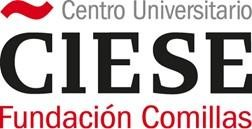 Centro Universitario
CIESE
Fundación Comillas